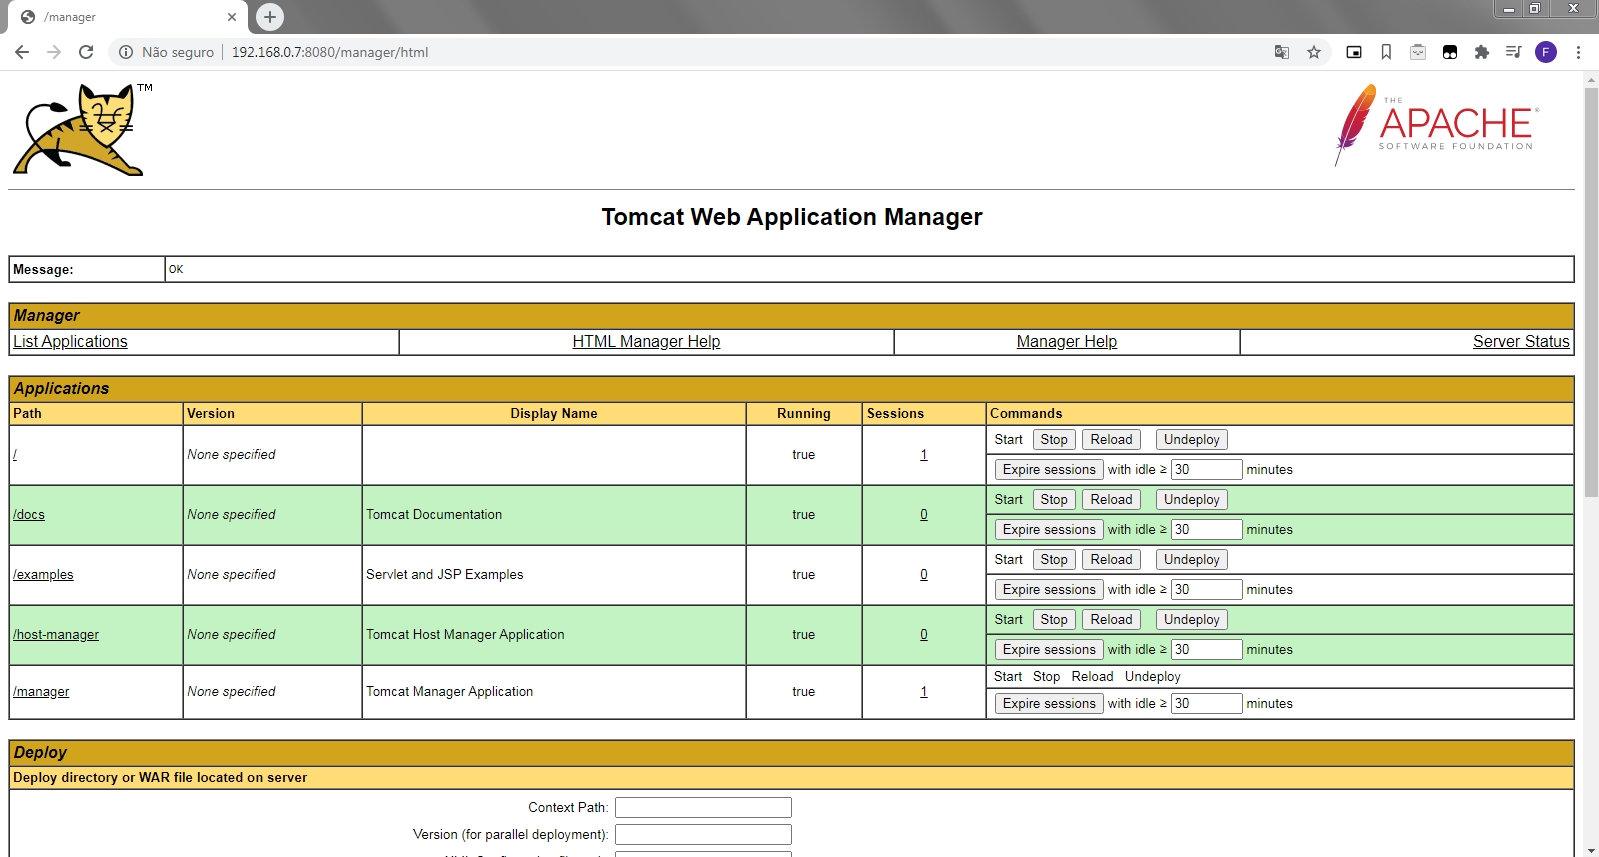 /manager
Não seguro 192.168.0.7:8080/manager/html
F
TM
THE
APACHE®
SOFTWARE FOUNDATION
Tomcat Web Application Manager
Message: OK
Manager
List Applications HTML Manager Help Manager Help Server Status
Applications
Path Version Display Name Running Sessions Commands
/ None specified true 1 Start Stop Reload Undeploy
Expire sessions with idle ≥ 30 minutes
/docs None specified Tomcat Documentation true 0 Start Stop Reload Undeploy
Expire sessions with idle ≥ 30 minutes
/examples None specified Servlet and JSP Examples true 0 Start Stop Reload Undeploy
Expire sessions with idle ≥ 30 minutes
/host-manager None specified Tomcat Host Manager Application true 0 Start Stop Reload Undeploy
Expire sessions with idle ≥ 30 minutes
/manager None specified Tomcat Manager Application true 1 Start Stop Reload Undeploy
Expire sessions with idle ≥ 30 minutes
Deploy
Deploy directory or WAR file located on server
Context Path:
Version (for parallel deployment):